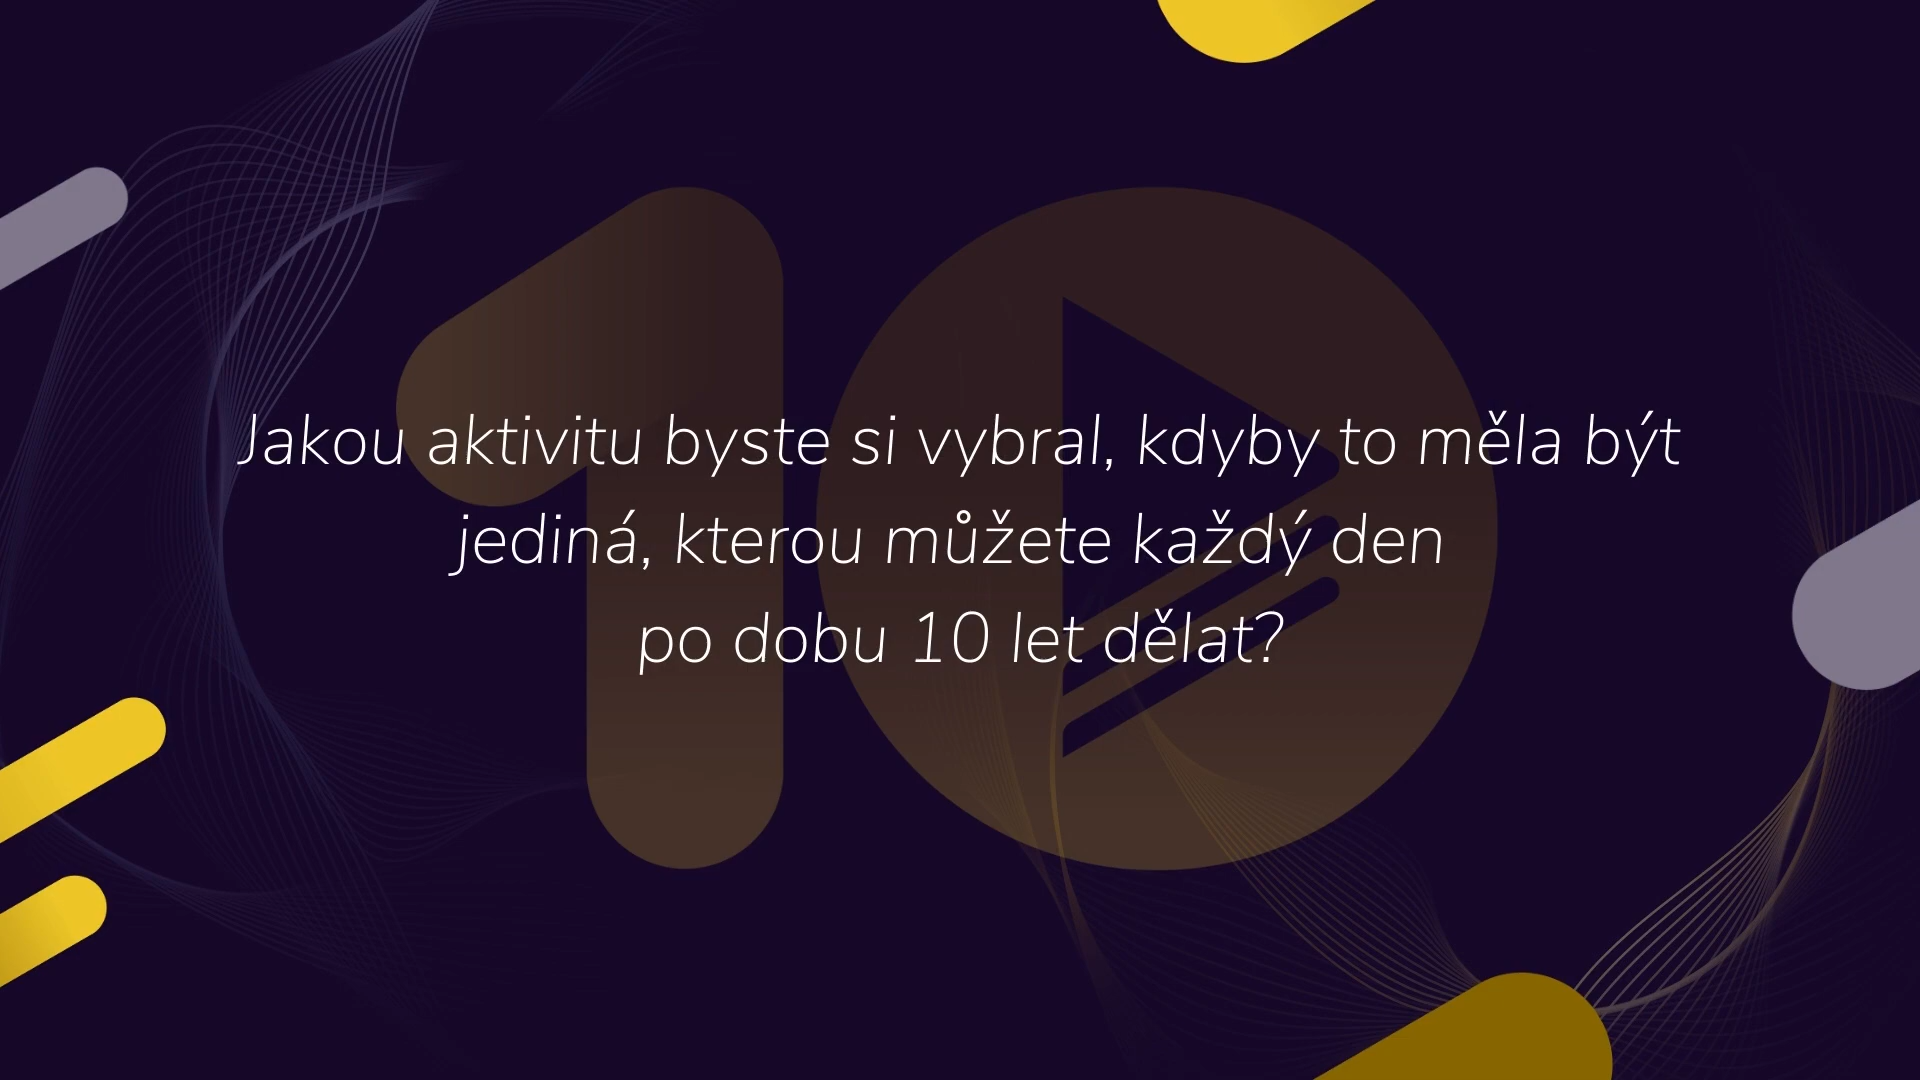 Jakou aktivitu byste si vybral, kdyby to měla být
jediná, kterou můžete každý den
po dobu 10 let dělat?